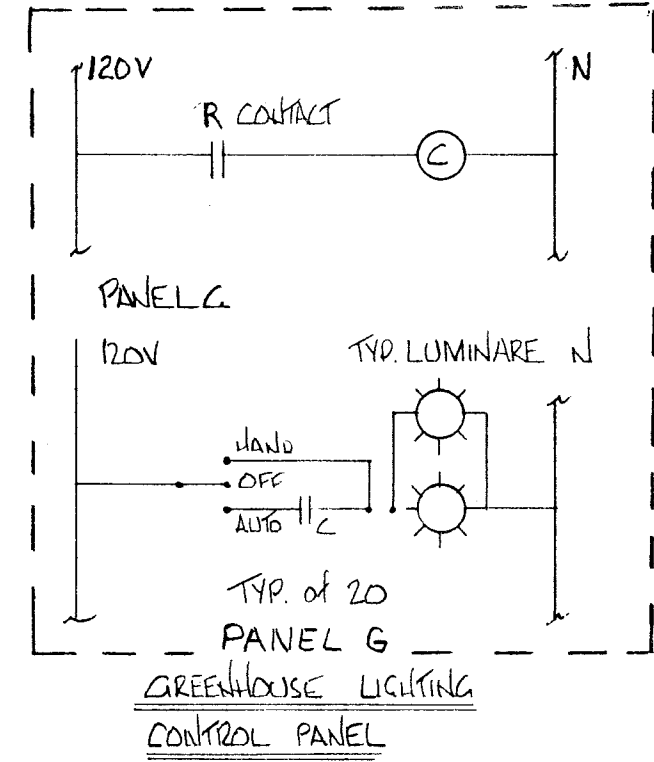 120V
N
R CONTACT
C
PANEL G
120V
TYP. LUMINARE N
HAND
OFF
AUTO
C
TYP. of 20
PANEL G
GREENHOUSE LIGHTING
CONTROL PANEL